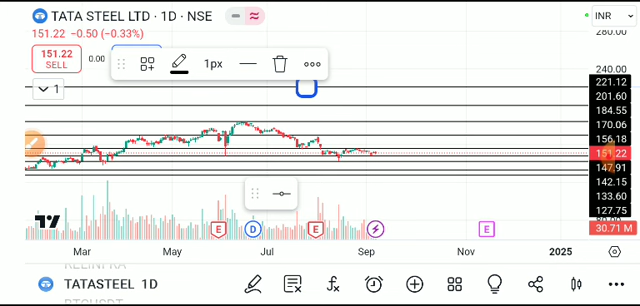 TATA STEEL LTD · 1D · NSE
INR
151.22 −0.50 (−0.33%)
151.22
SELL
0.00
1px
1
280.00
240.00
221.12
201.60
184.55
170.06
156.18
151.22
147.91
142.15
133.60
127.75
30.71 M
E
D
E
E
Mar
May
Jul
Sep
Nov
2025
TATASTEEL 1D